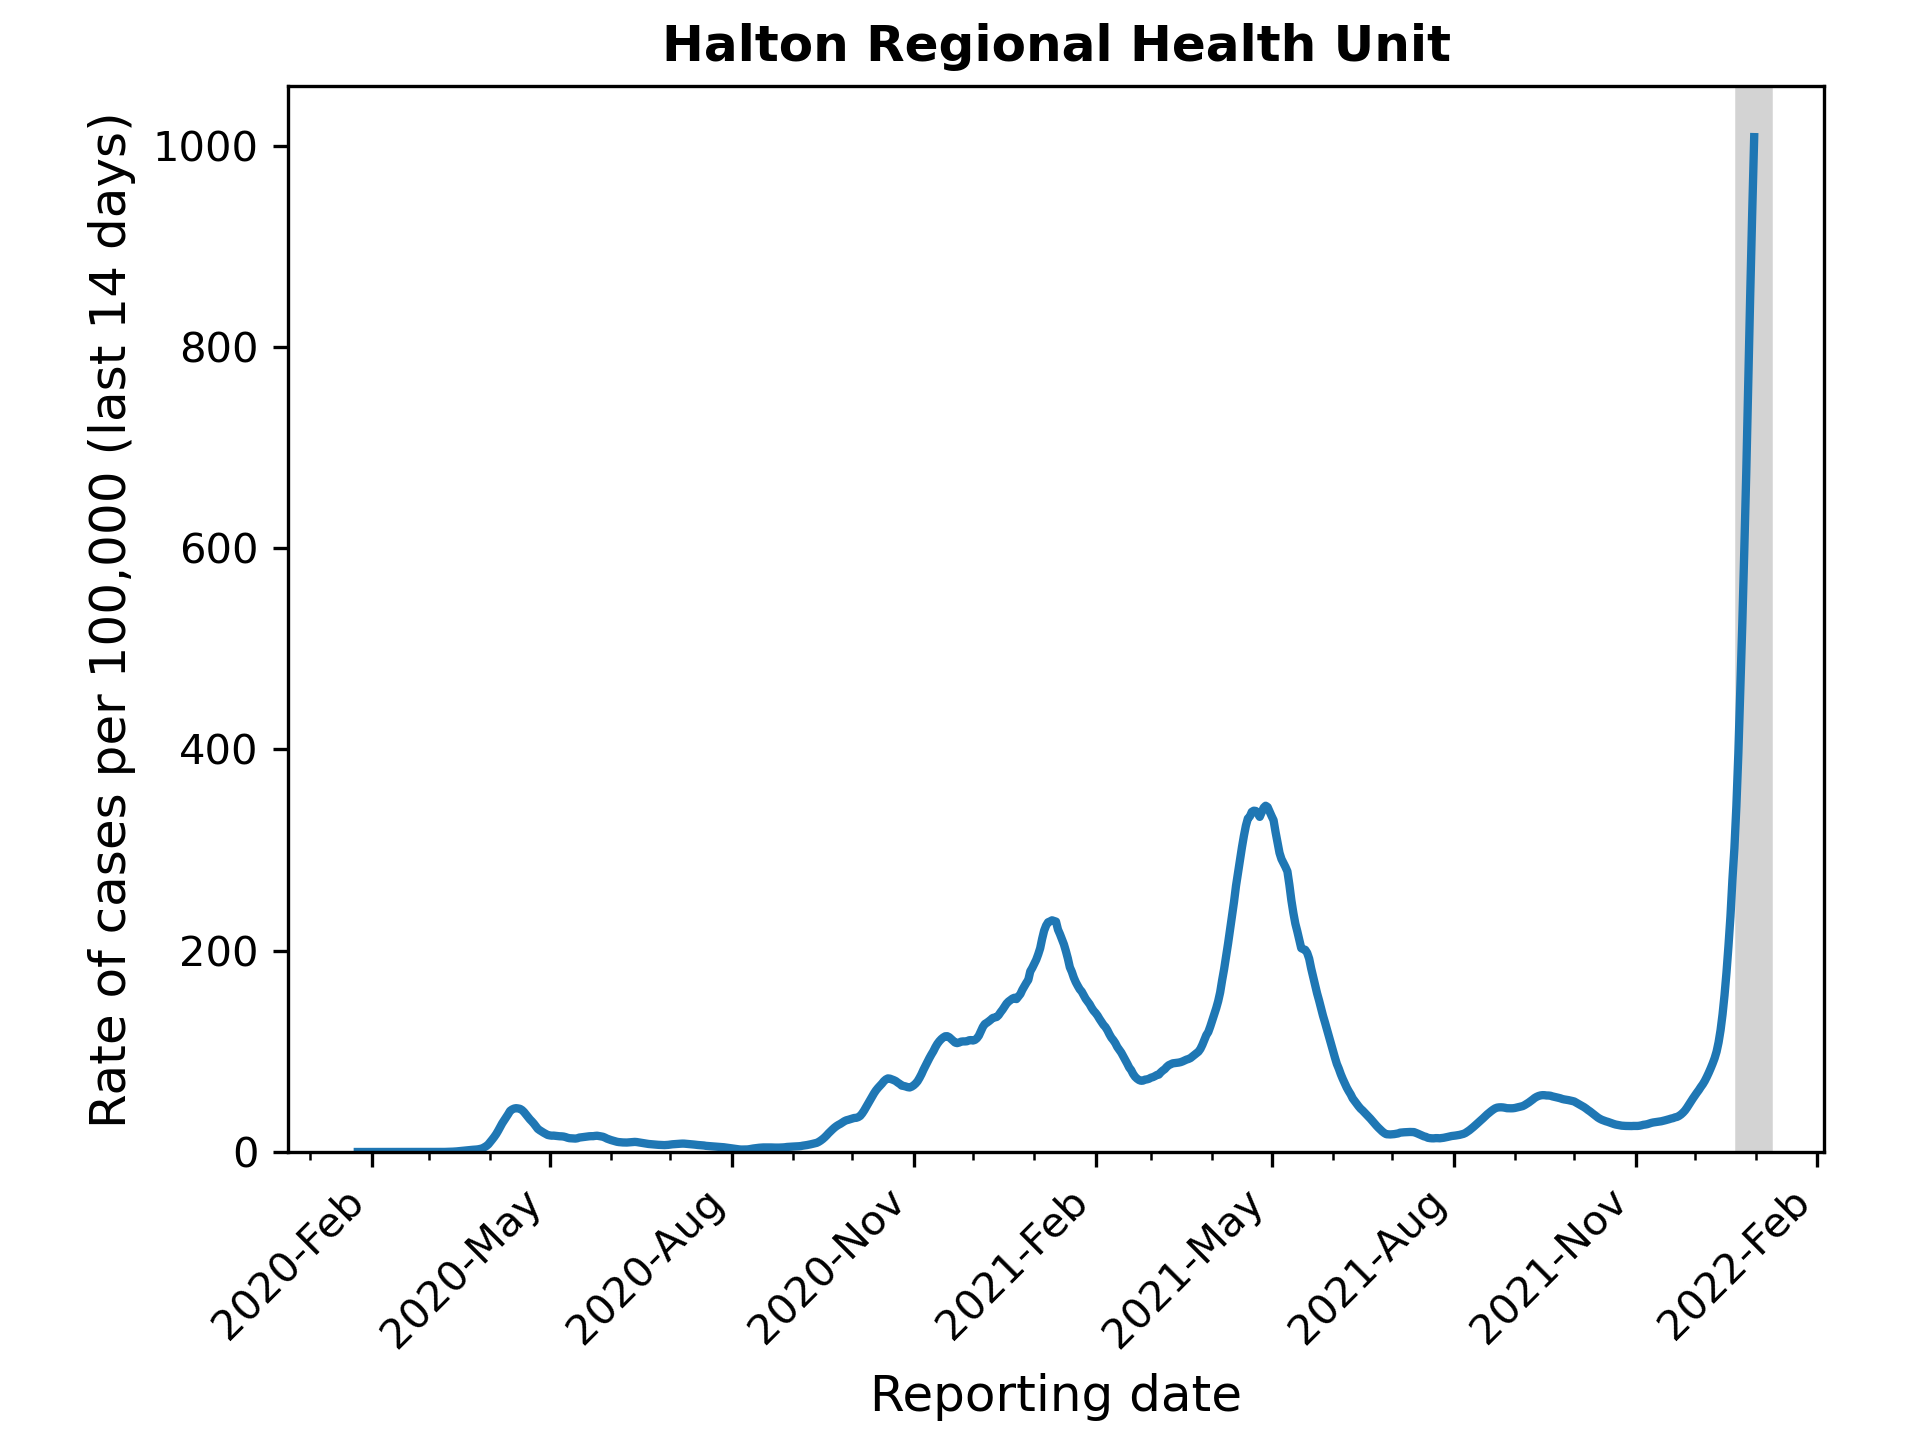 Halton Regional Health Unit
Rate of cases per 100,000 (last 14 days)
1000
800
600
400
200
0
2020-Feb
2020-May
2020-Aug
2020-Nov
2021-Feb
2021-May
2021-Aug
2021-Nov
2022-Feb
Reporting date